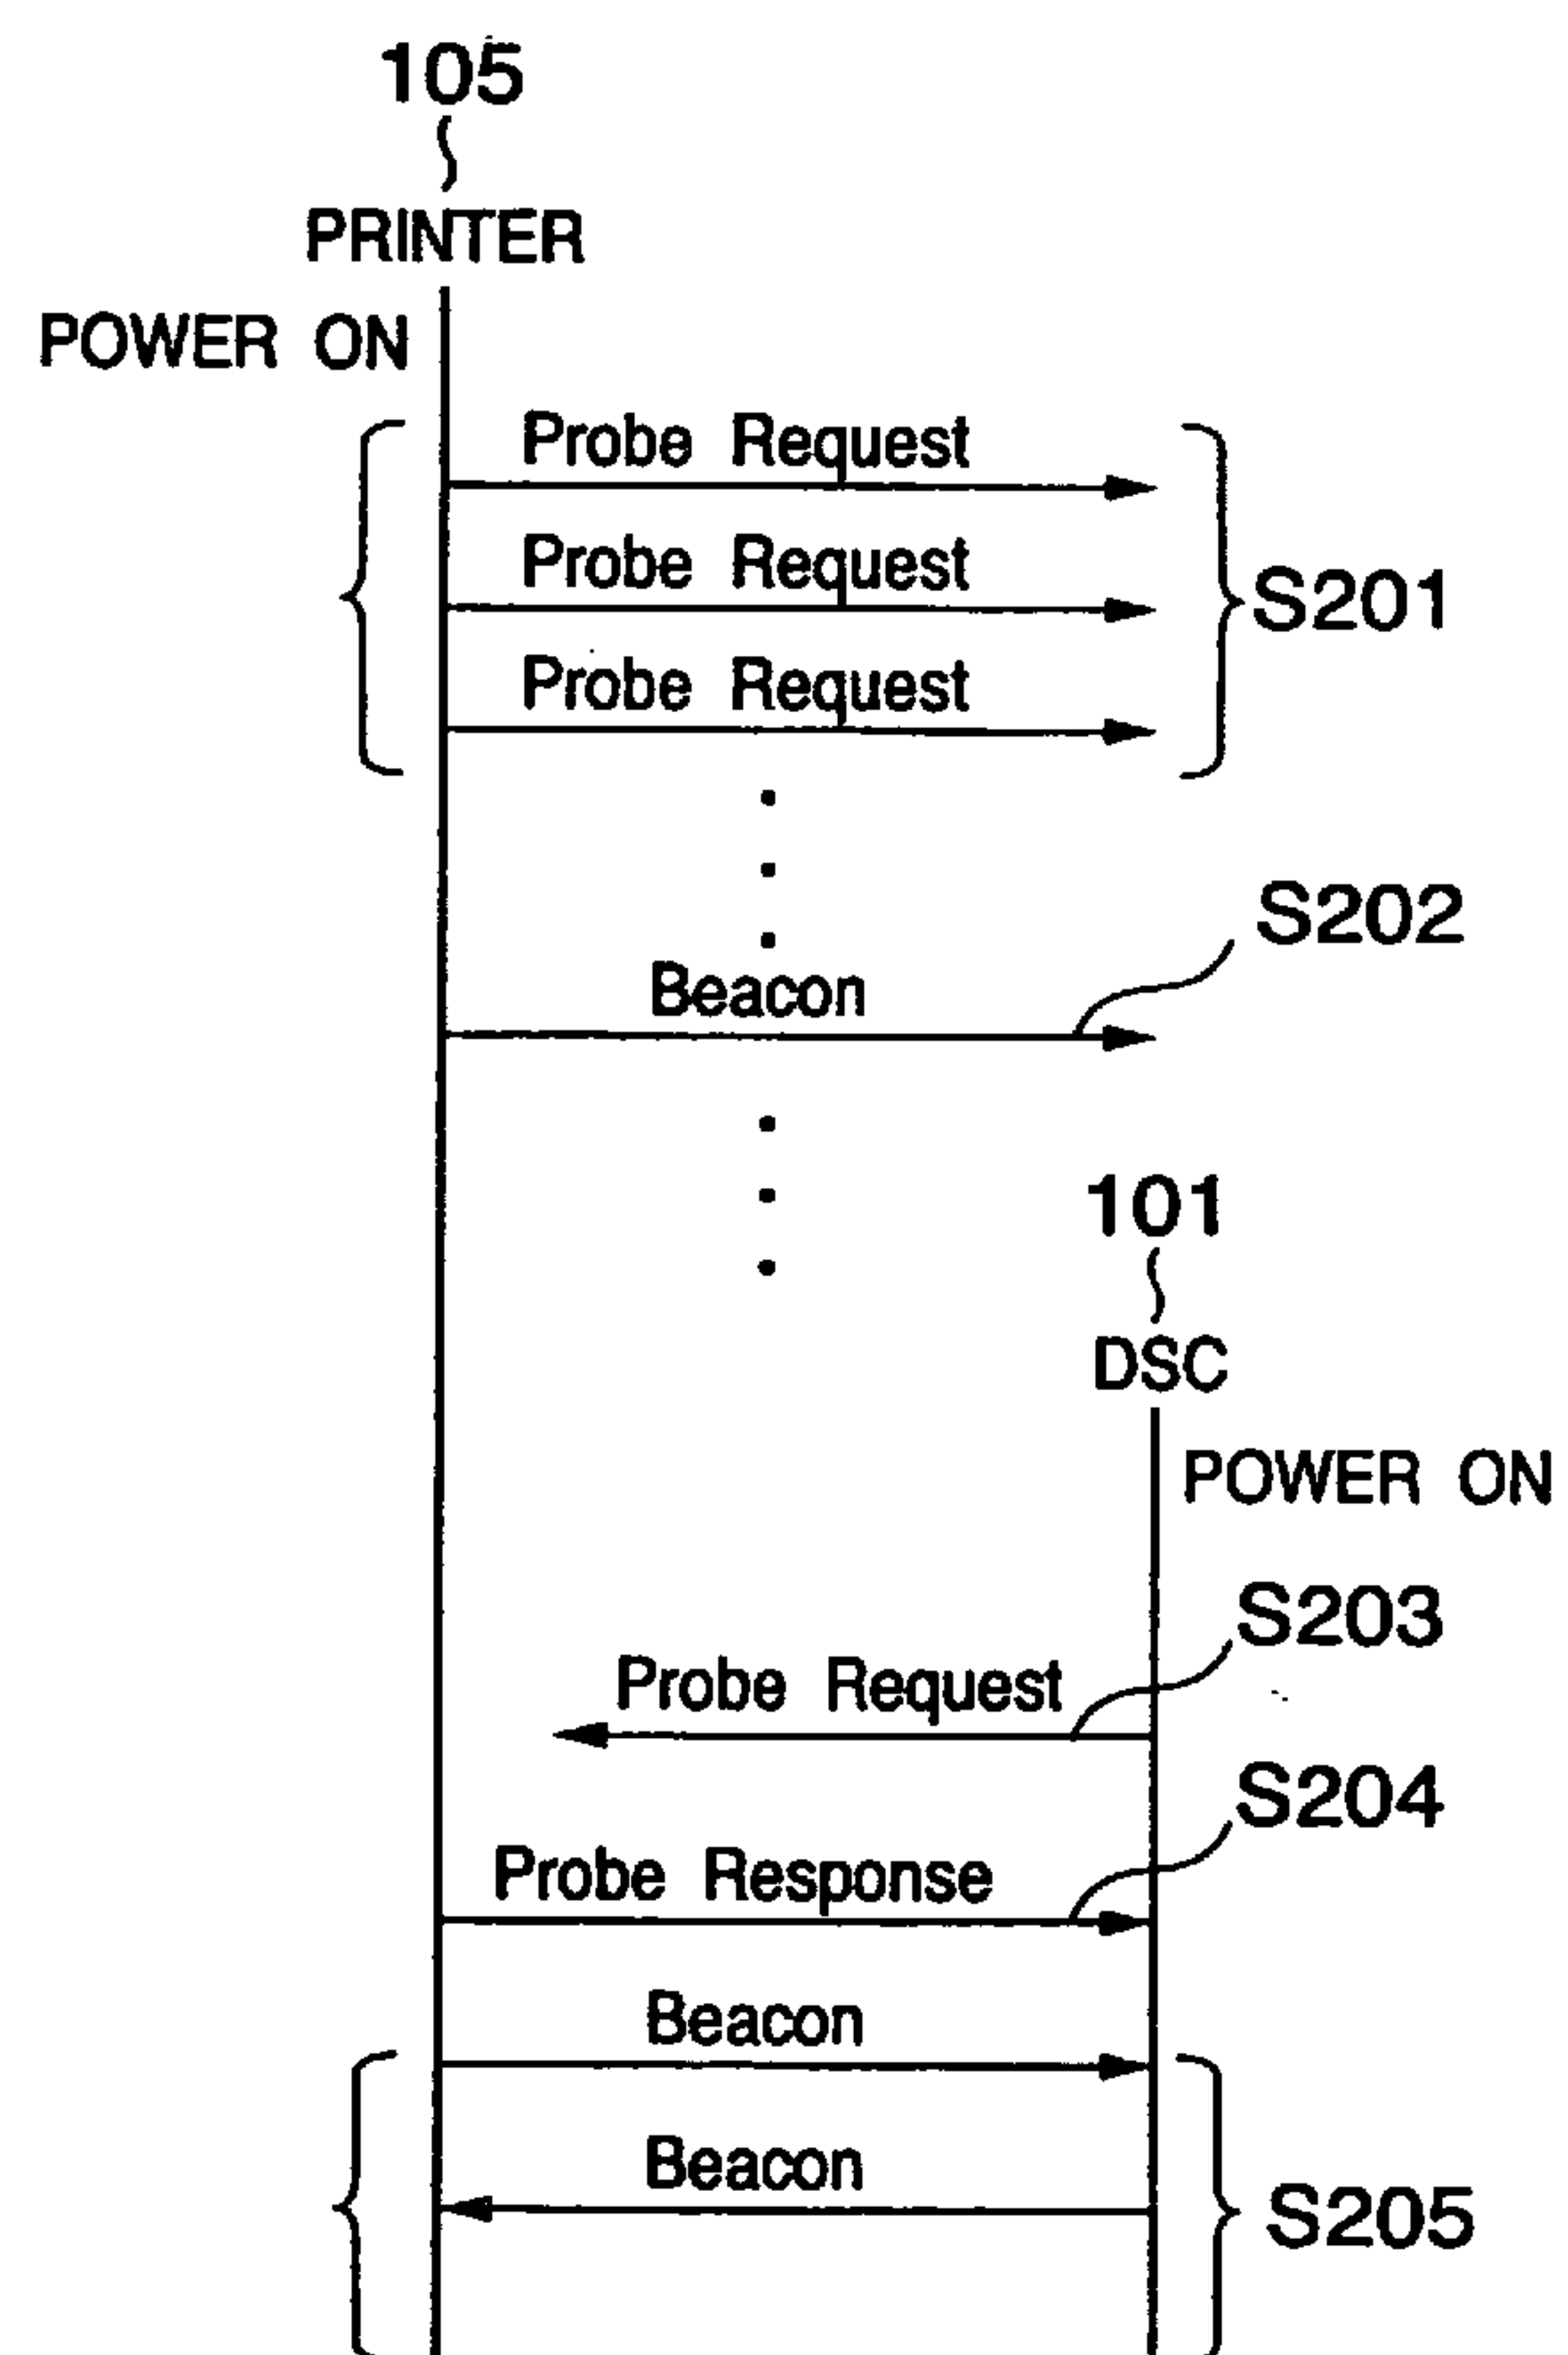 105
PRINTER
POWER ON
Probe Request
Probe Request
Probe Request
S201
S202
Beacon
101
DSC
POWER ON
S203
Probe Request
S204
Probe Response
Beacon
Beacon
S205